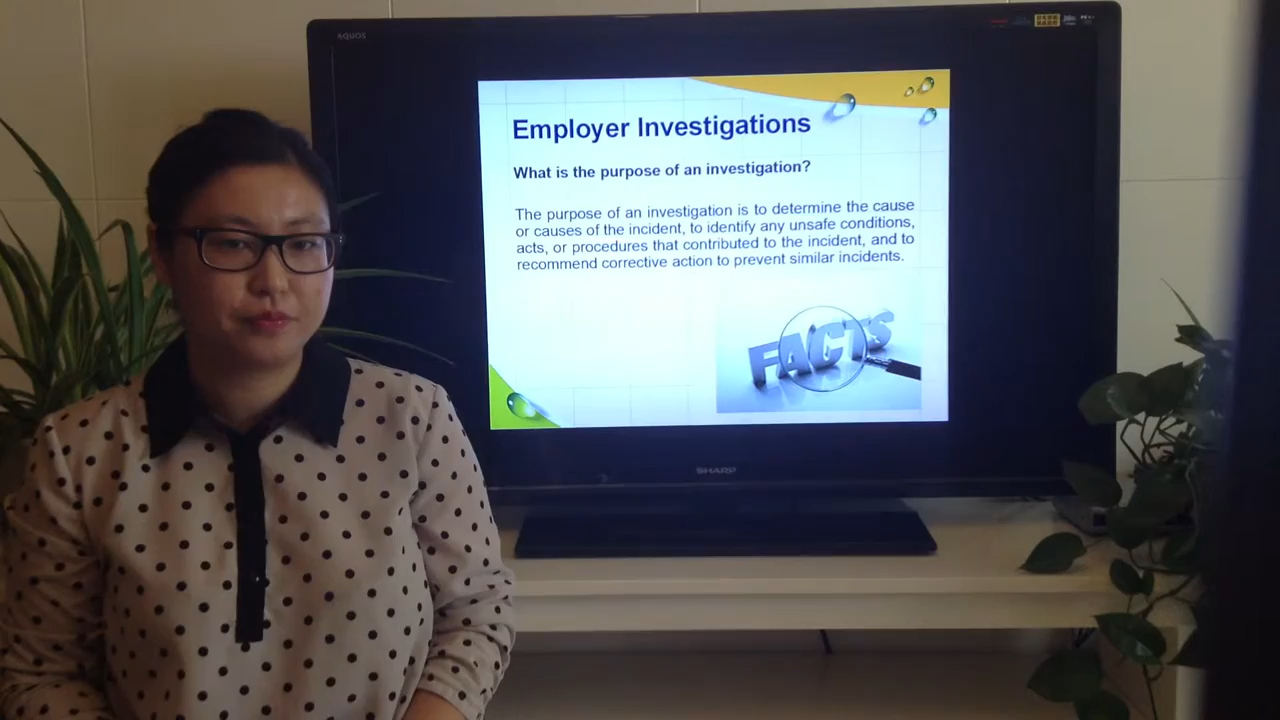 AQUOS
Employer Investigations
What is the purpose of an investigation?
The purpose of an investigation is to determine the cause
or causes of the incident, to identify any unsafe conditions,
acts, or procedures that contributed to the incident, and to
recommend corrective action to prevent similar incidents.
FACTS
SHARP